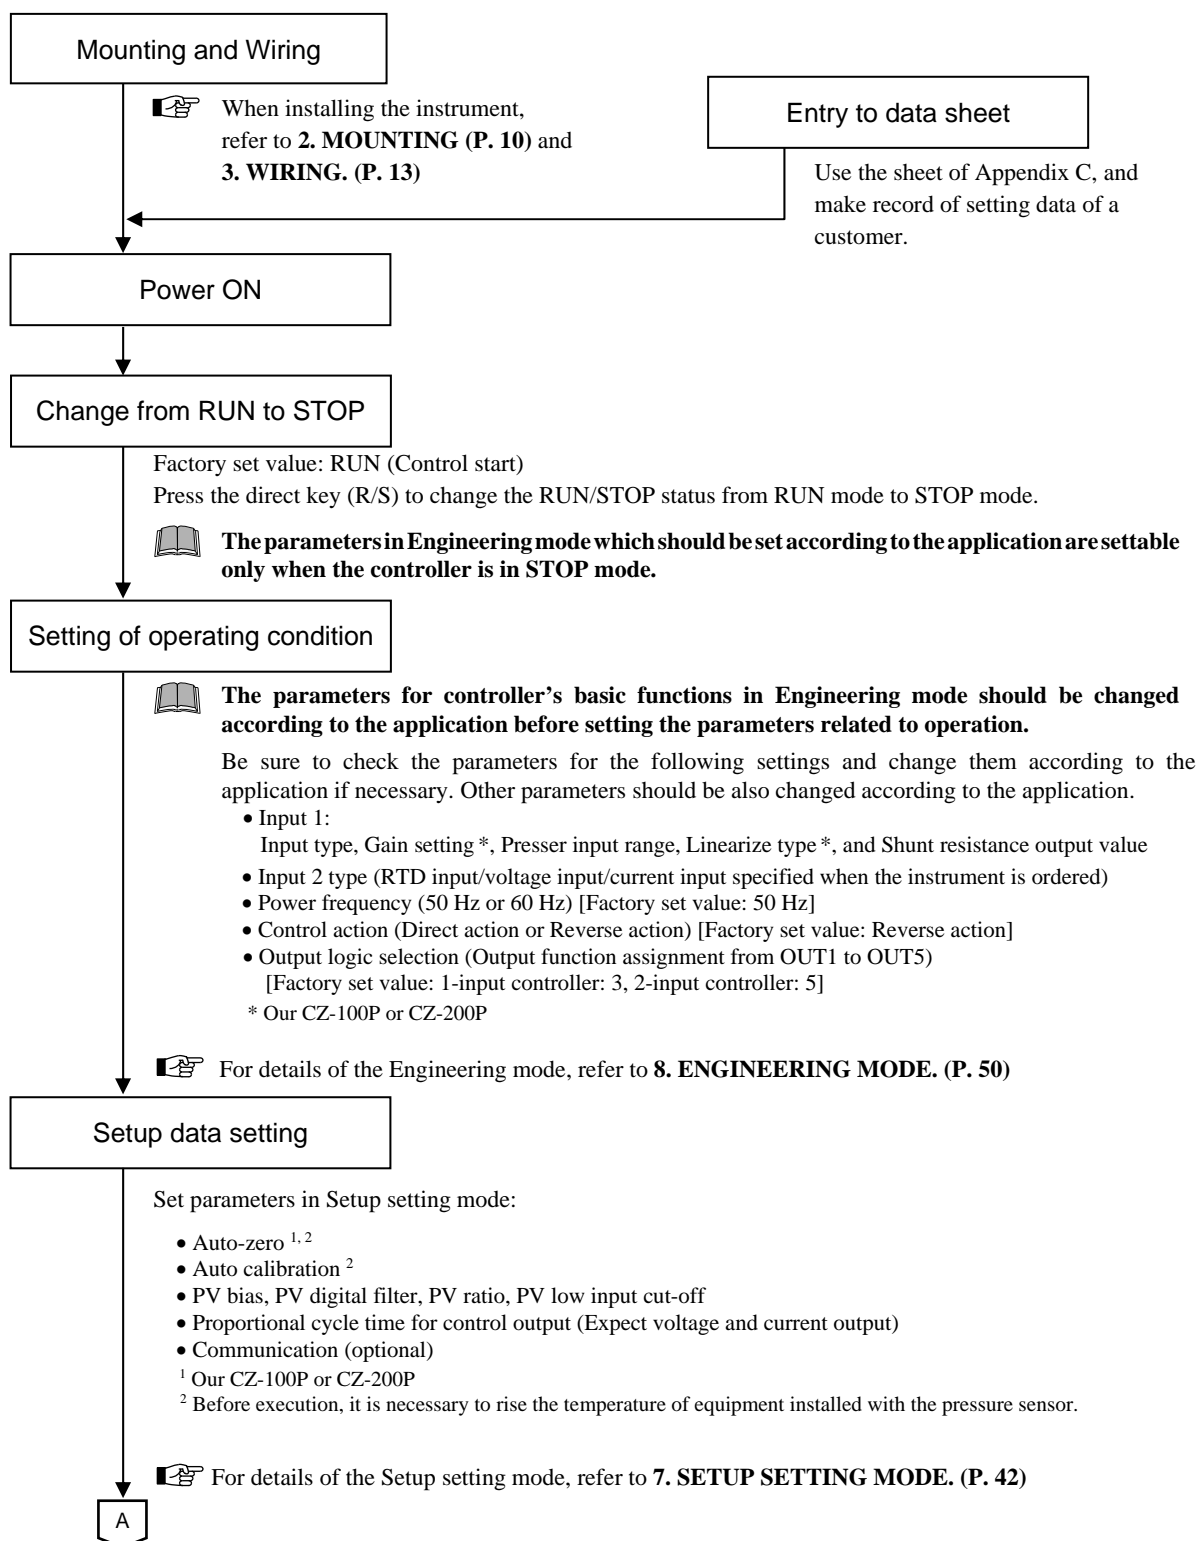 Mounting and Wiring
When installing the instrument,
refer to 2. MOUNTING (P. 10) and
3. WIRING. (P. 13)
Entry to data sheet
Use the sheet of Appendix C, and
make record of setting data of a
customer.
Power ON
Change from RUN to STOP
Factory set value: RUN (Control start)
Press the direct key (R/S) to change the RUN/STOP status from RUN mode to STOP mode.
The parameters in Engineering mode which should be set according to the application are settable
only when the controller is in STOP mode.
Setting of operating condition
The parameters for controller's basic functions in Engineering mode should be changed
according to the application before setting the parameters related to operation.
Be sure to check the parameters for the following settings and change them according to the
application if necessary. Other parameters should be also changed according to the application.
• Input 1:
Input type, Gain setting *, Presser input range, Linearize type *, and Shunt resistance output value
• Input 2 type (RTD input/voltage input/current input specified when the instrument is ordered)
• Power frequency (50 Hz or 60 Hz) [Factory set value: 50 Hz]
• Control action (Direct action or Reverse action) [Factory set value: Reverse action]
• Output logic selection (Output function assignment from OUT1 to OUT5)
[Factory set value: 1-input controller: 3, 2-input controller: 5]
* Our CZ-100P or CZ-200P
For details of the Engineering mode, refer to 8. ENGINEERING MODE. (P. 50)
Setup data setting
Set parameters in Setup setting mode:
• Auto-zero 1, 2
• Auto calibration 2
• PV bias, PV digital filter, PV ratio, PV low input cut-off
• Proportional cycle time for control output (Expect voltage and current output)
• Communication (optional)
1 Our CZ-100P or CZ-200P
2 Before execution, it is necessary to rise the temperature of equipment installed with the pressure sensor.
For details of the Setup setting mode, refer to 7. SETUP SETTING MODE. (P. 42)
A